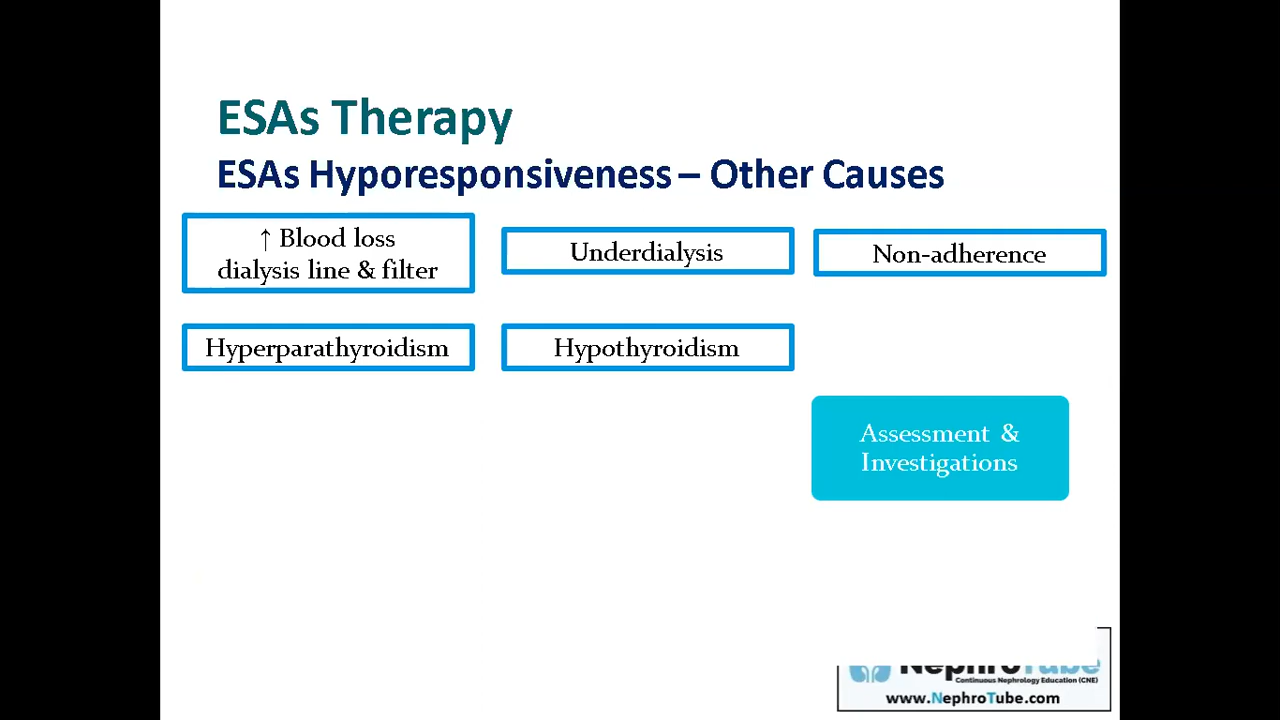 ESAs Therapy
ESAs Hyporesponsiveness – Other Causes
↑ Blood loss
dialysis line & filter
Underdialysis
Non-adherence
Hyperparathyroidism
Hypothyroidism
Assessment &
Investigations
NephroTube
Continuous Nephrology Education (CNE)
www.NephroTube.com